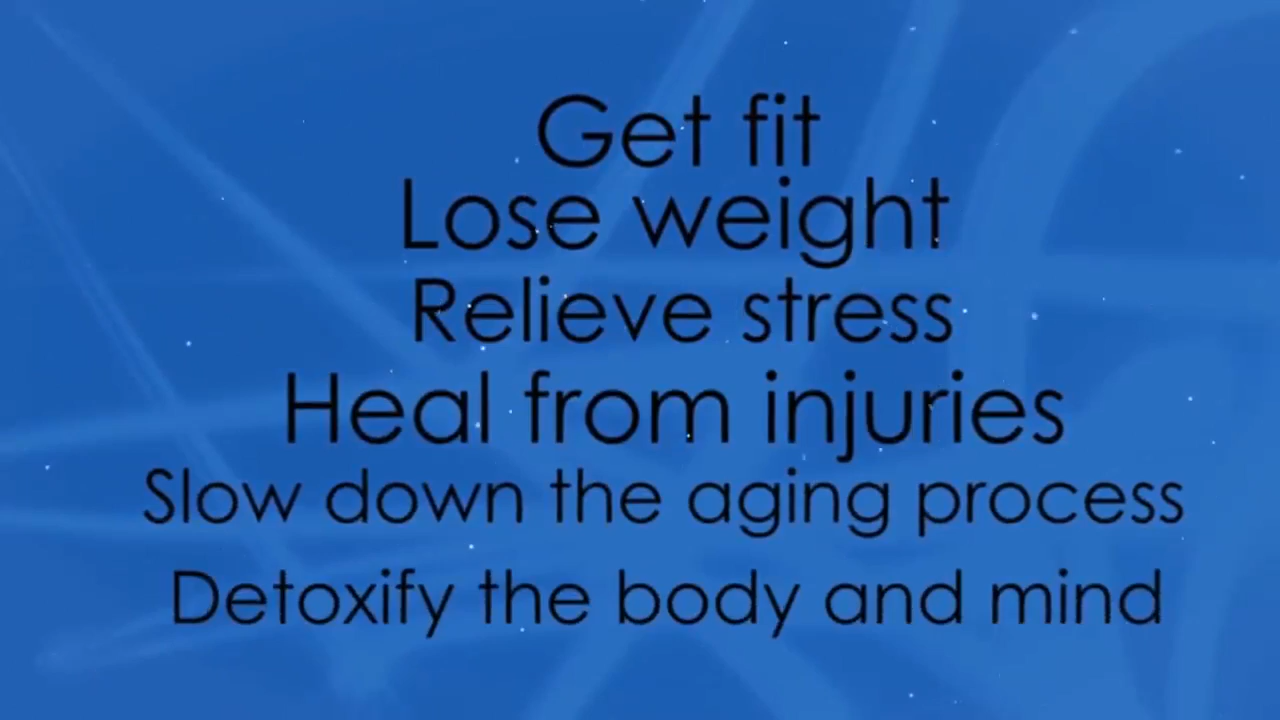 Get fit
Lose weight
Relieve stress
Heal from injuries
Slow down the aging process
Detoxify the body and mind